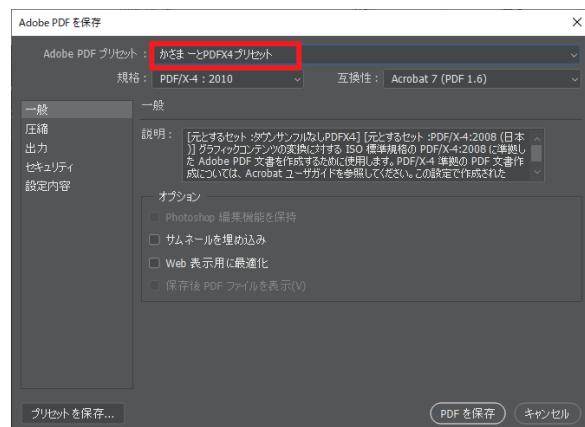 Adobe PDF を保存
Adobe PDF プリセット： かさま ーとPDFX4プリセット
規格： PDF/X-4 : 2010 互換性： Acrobat 7 (PDF 1.6)
一般
圧縮
出力
セキュリティ
設定内容
一般
説明： [元とするセット :ダウンサンプルなしPDFX4] [元とするセット :PDF/X-4:2008 (日本
)] グラフィックコンテンツの変換に対する ISO 標準規格の PDF/X-4:2008 に準拠し
た Adobe PDF 文書を作成するために使用します。PDF/X-4 準拠の PDF 文書作
成については、Acrobat ユーザガイドを参照してください。この設定で作成された
オプション
Photoshop 編集機能を保持
サムネールを埋め込み
Web 表示用に最適化
保存後 PDF ファイルを表示(V)
プリセットを保存...
PDF を保存
キャンセル